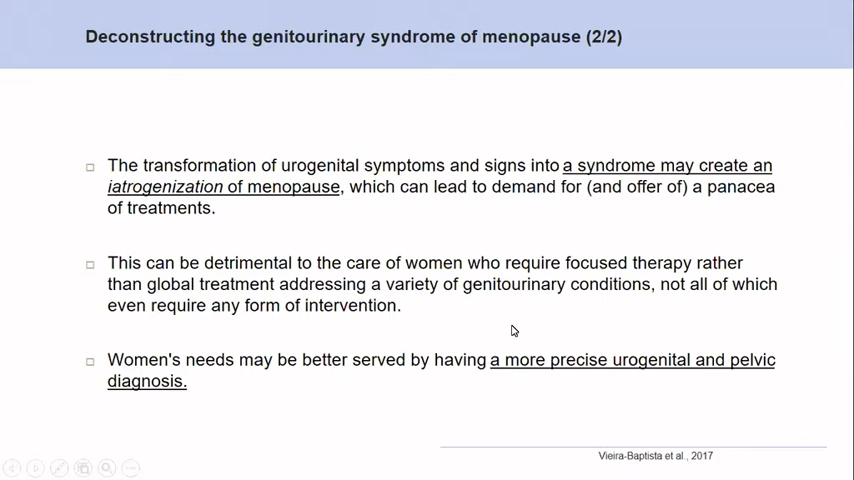 Deconstructing the genitourinary syndrome of menopause (2/2)
The transformation of urogenital symptoms and signs into a syndrome may create an
iatrogenization of menopause, which can lead to demand for (and offer of) a panacea
of treatments.
This can be detrimental to the care of women who require focused therapy rather
than global treatment addressing a variety of genitourinary conditions, not all of which
even require any form of intervention.
Women's needs may be better served by having a more precise urogenital and pelvic
diagnosis.
Vieira-Baptista et al., 2017